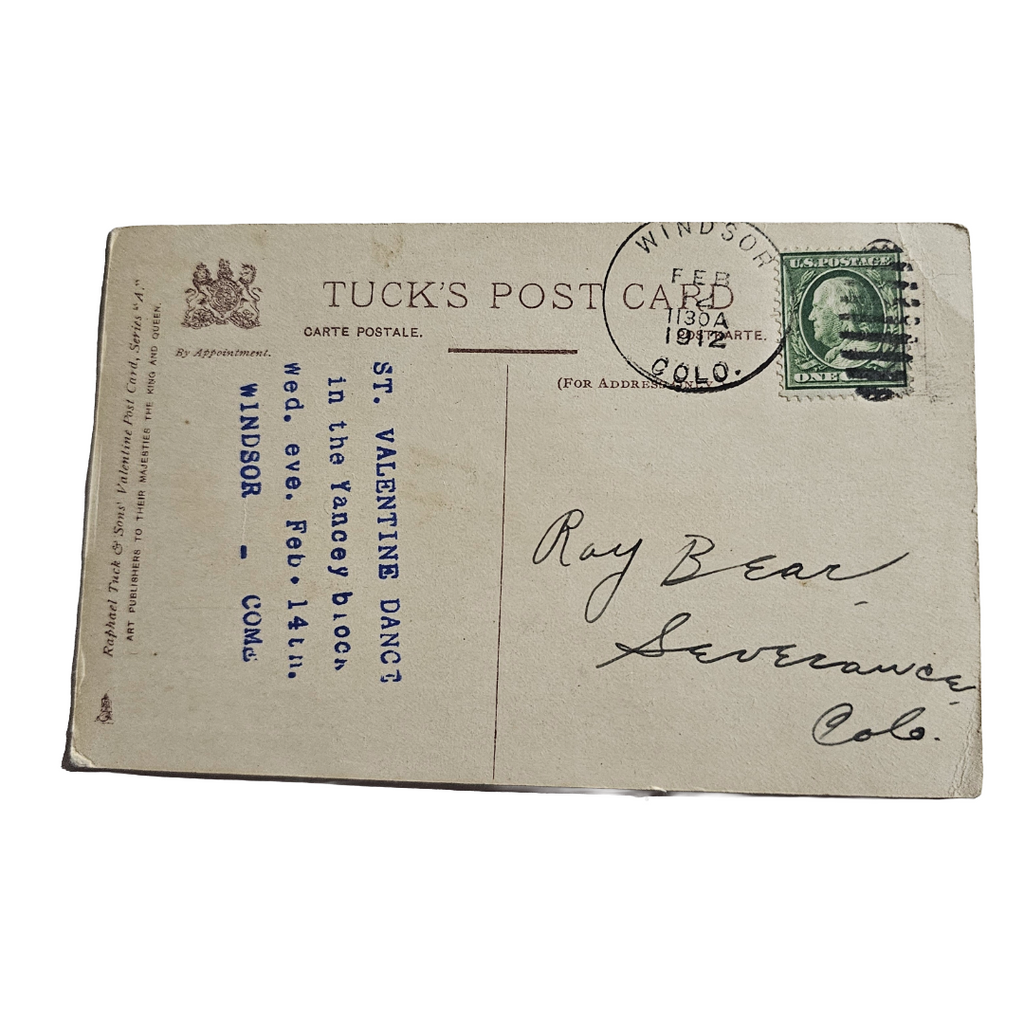 TUCK'S POST CARD
CARTE POSTALE.
POSTKARTE.
By Appointment.
(FOR ADDRESS ONLY
WINDSOR
FEB
1130A
1912
COLO.
U.S. POSTAGE
ONE
ST. VALENTINE DANCE
in the Yancey block
Wed. eve. Feb. 14th.
WINDSOR - COME
Ray Bear
Severance
Colo.
Raphael Tuck & Sons' Valentine Post Card, Series "A."
ART PUBLISHERS TO THEIR MAJESTIES THE KING AND QUEEN.